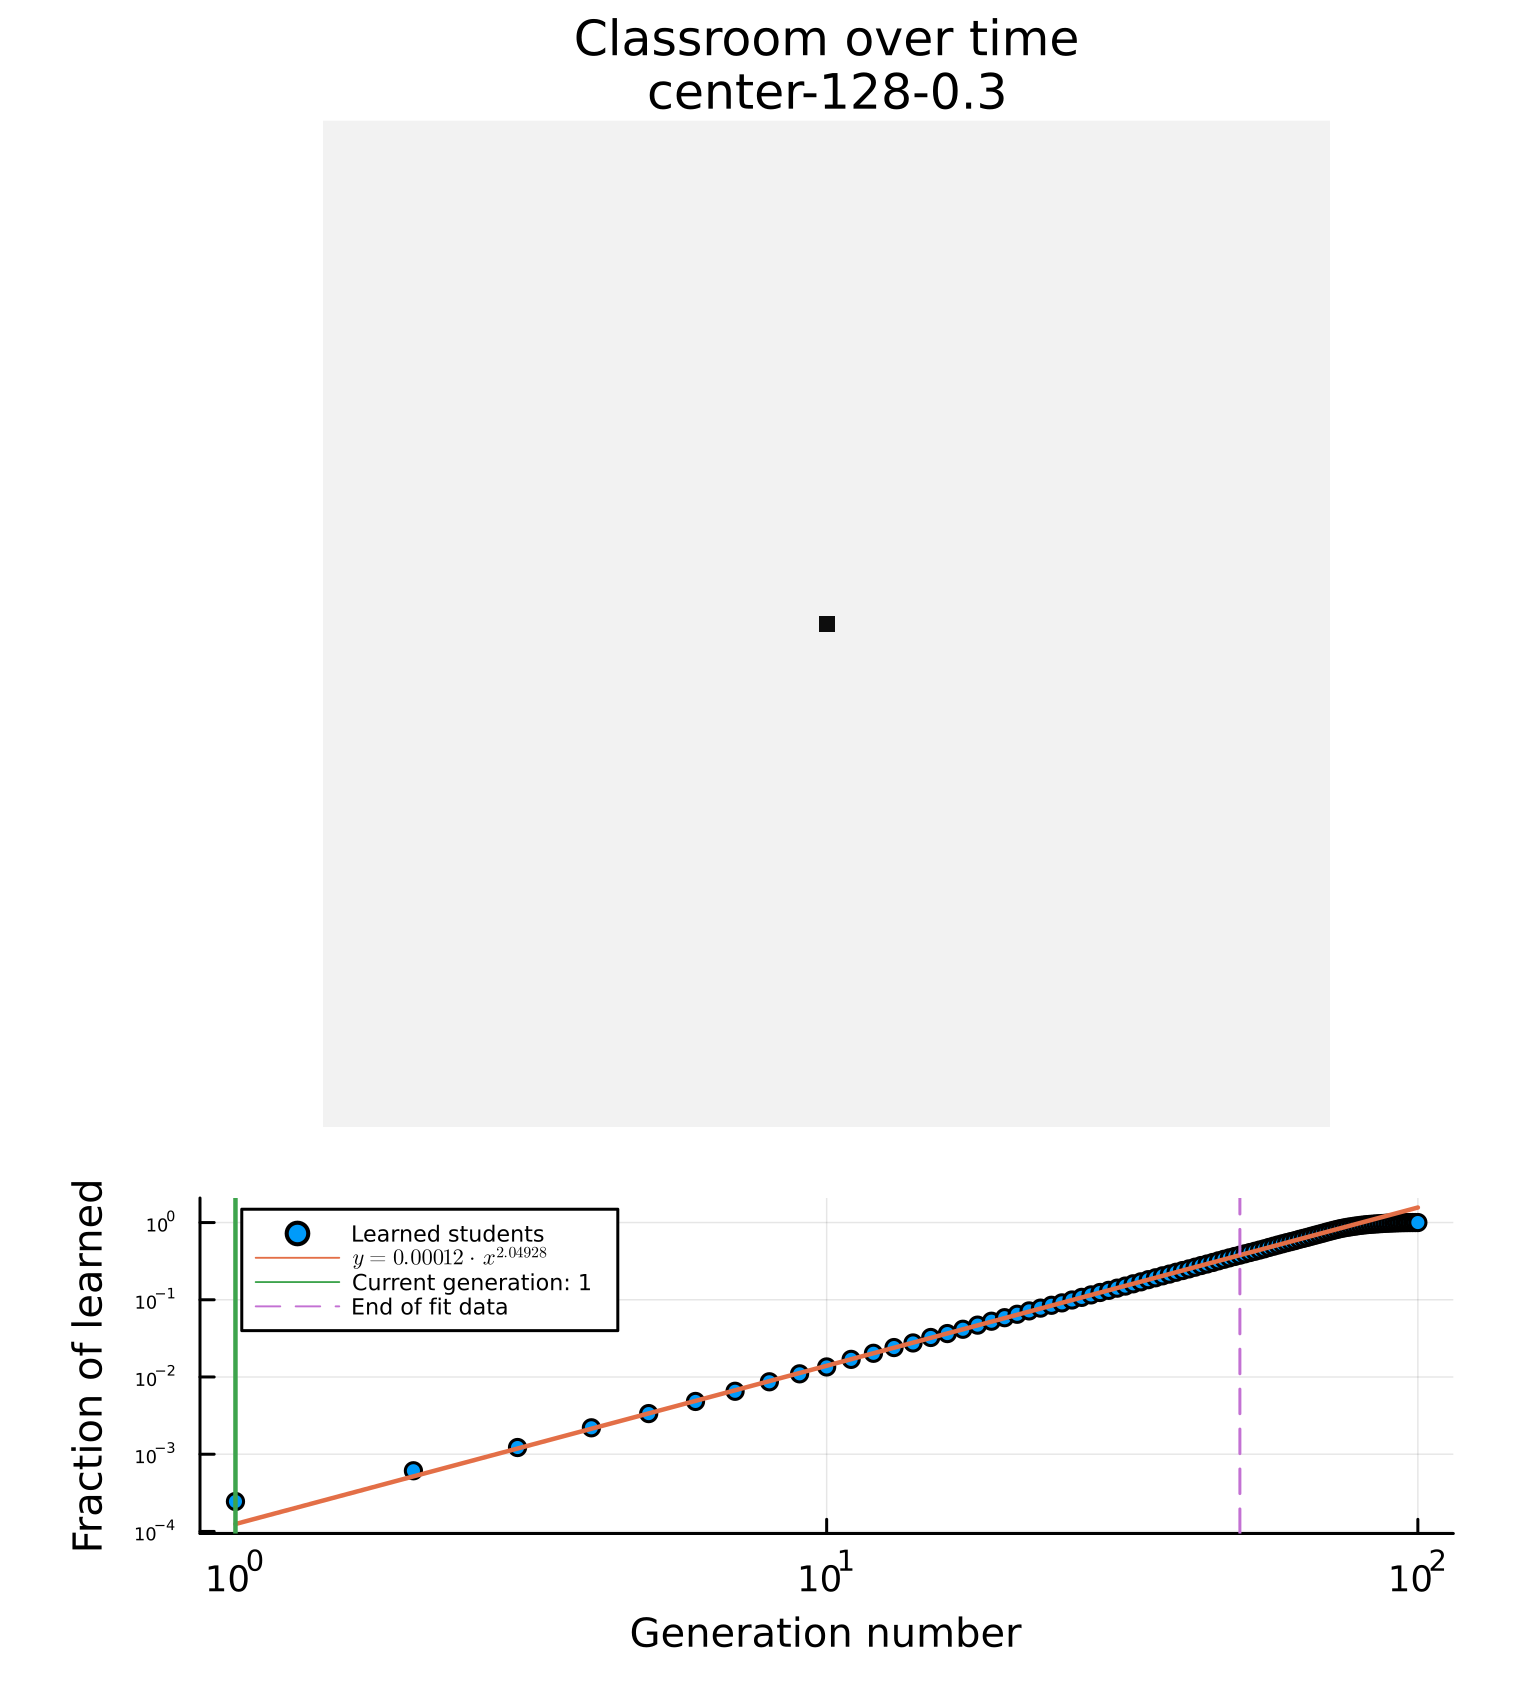 Classroom over time
center-128-0.3
Fraction of learned
10^0
10^−1
10^−2
10^−3
10^−4
Learned students
y = 0.00012 · x^2.04928
Current generation: 1
End of fit data
10^0
10^1
10^2
Generation number